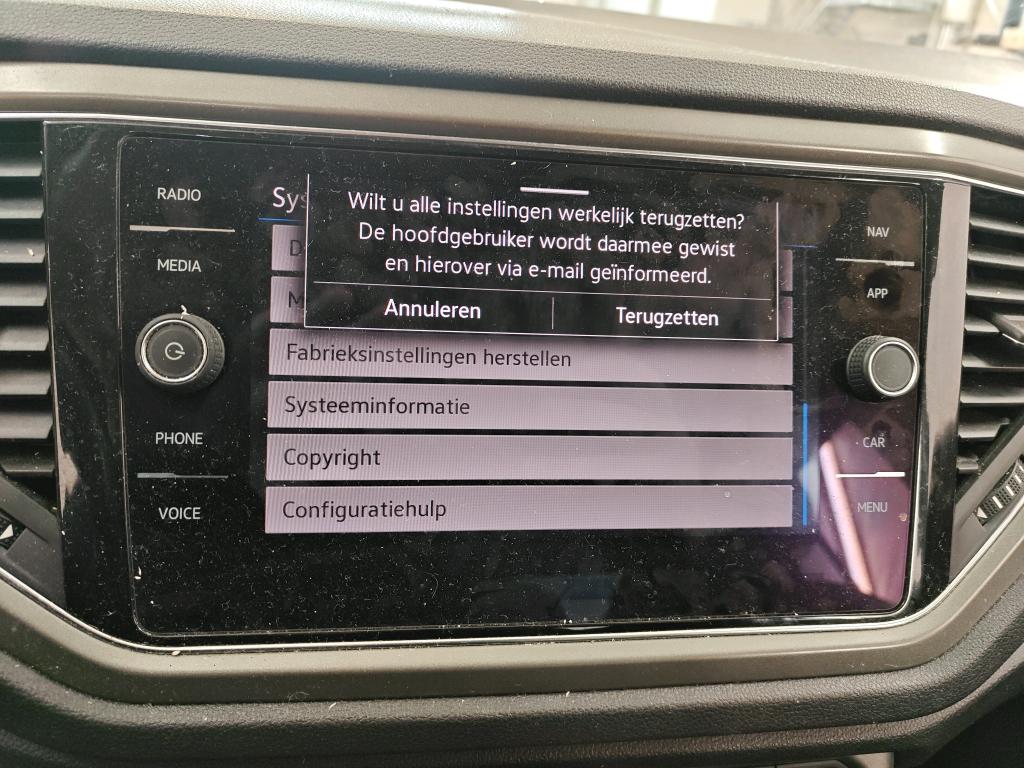 RADIO
MEDIA
PHONE
VOICE
Wilt u alle instellingen werkelijk terugzetten?
De hoofdgebruiker wordt daarmee gewist
en hierover via e-mail geïnformeerd.
Annuleren
Terugzetten
Fabrieksinstellingen herstellen
Systeeminformatie
Copyright
Configuratiehulp
NAV
APP
CAR
MENU